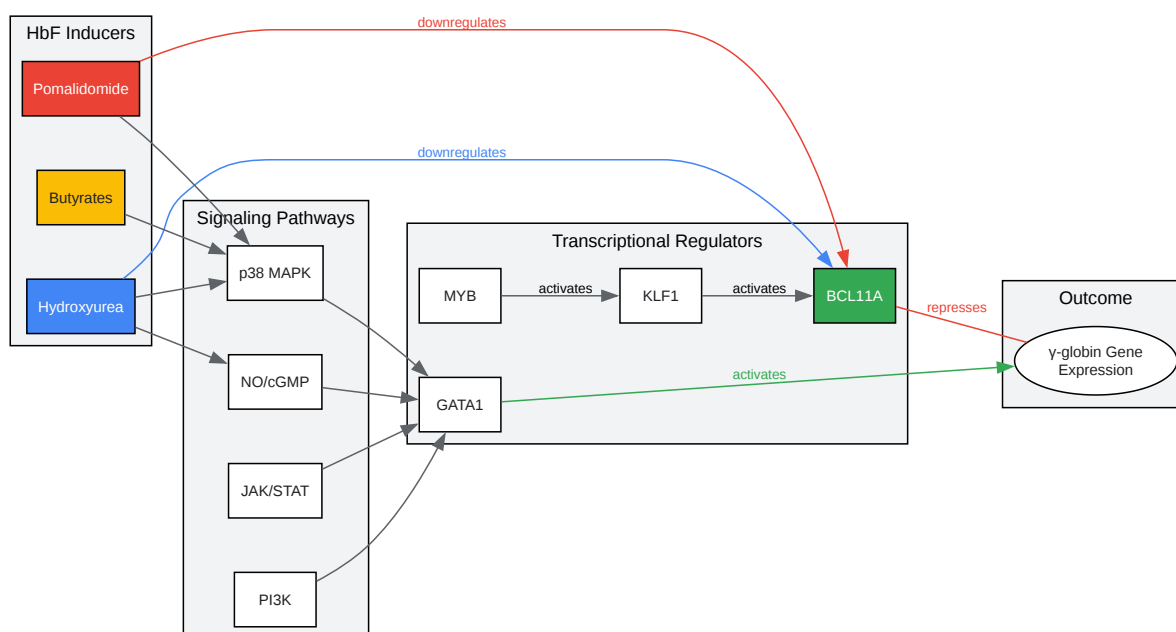 HbF Inducers
Pomalidomide
Butyrates
Hydroxyurea
downregulates
downregulates
Signaling Pathways
p38 MAPK
NO/cGMP
JAK/STAT
PI3K
Transcriptional Regulators
MYB
activates
KLF1
activates
BCL11A
GATA1
activates
represses
Outcome
γ-globin Gene
Expression